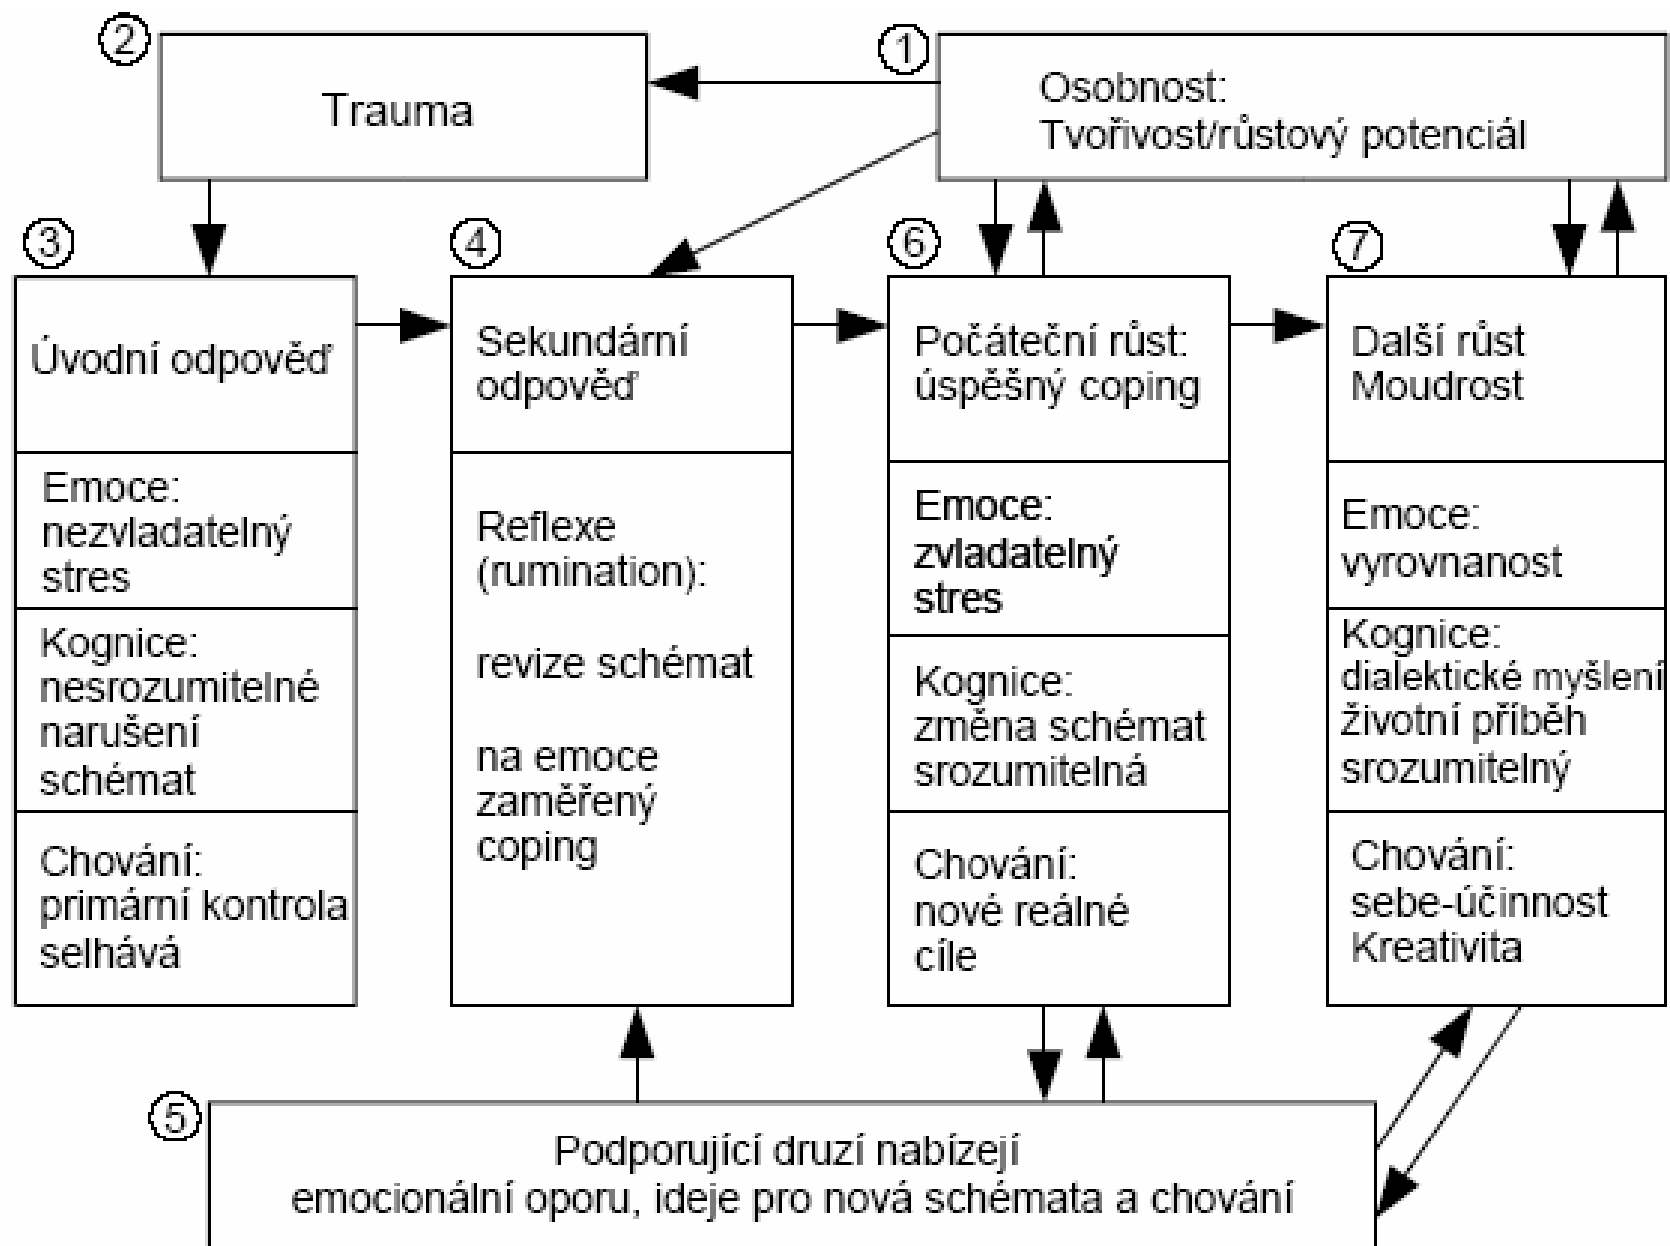 ②
Trauma
①
Osobnost:
Tvořivost/růstový potenciál
③
Úvodní odpověď
Emoce:
nezvladatelný
stres
Kognice:
nesrozumitelné
narušení
schémat
Chování:
primární kontrola
selhává
④
Sekundární
odpověď
Reflexe
(rumination):
revize schémat
na emoce
zaměřený
coping
⑥
Počáteční růst:
úspěšný coping
Emoce:
zvladatelný
stres
Kognice:
změna schémat
srozumitelná
Chování:
nové reálné
cíle
⑦
Další růst
Moudrost
Emoce:
vyrovnanost
Kognice:
dialektické myšlení
životní příběh
srozumitelný
Chování:
sebe-účinnost
Kreativita
⑤
Podporující druzí nabízejí
emocionální oporu, ideje pro nová schémata a chování